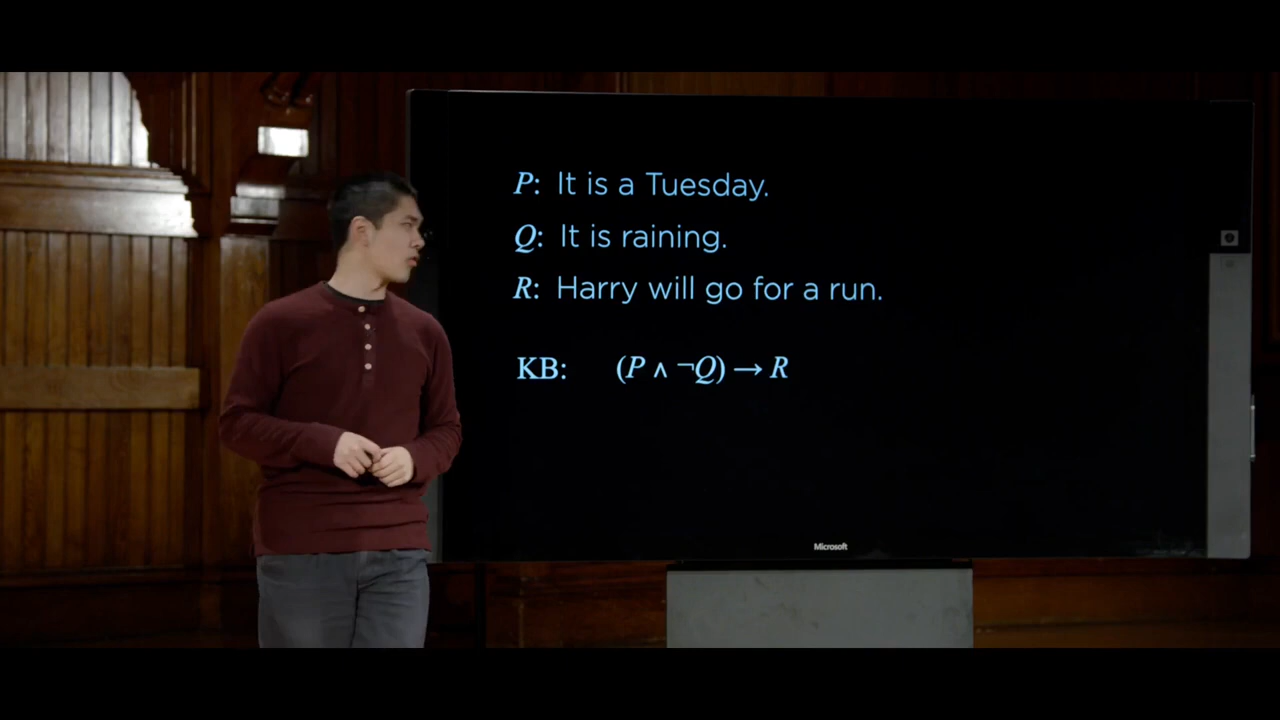 P: It is a Tuesday.
Q: It is raining.
R: Harry will go for a run.
KB: (P ∧ ¬Q) → R
Microsoft